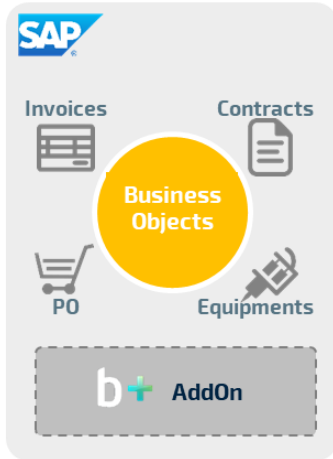 SAP
®
Invoices
Contracts
Business
Objects
PO
Equipments
b+ AddOn